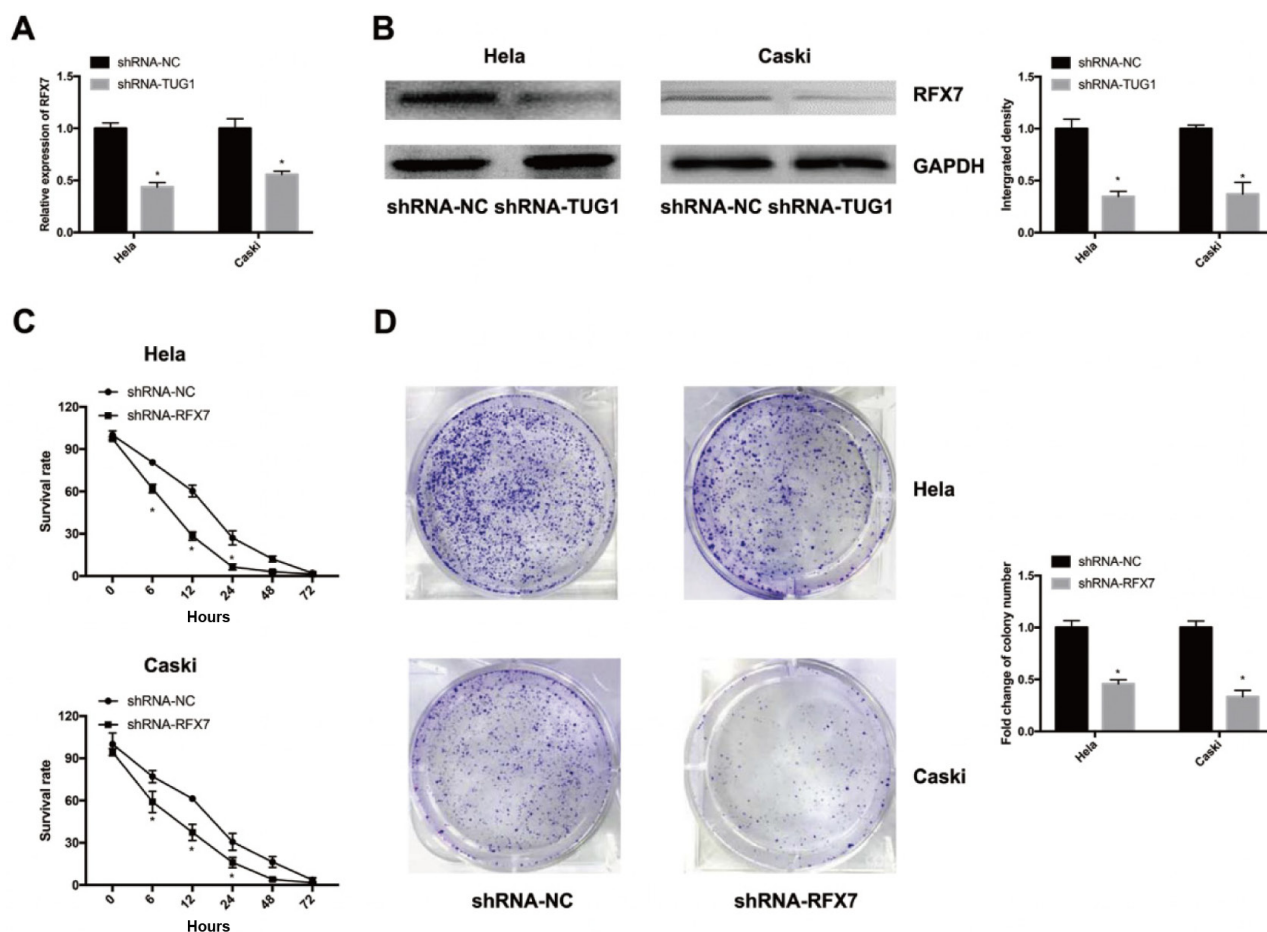 A
shRNA-NC
shRNA-TUG1
Relative expression of RFX7
1.5
1.0
0.5
0.0
*
*
Hela
Caski
B
Hela
Caski
RFX7
GAPDH
shRNA-NC shRNA-TUG1
shRNA-NC shRNA-TUG1
shRNA-NC
shRNA-TUG1
Intergrated density
1.5
1.0
0.5
0.0
*
*
Hela
Caski
C
Hela
shRNA-NC
shRNA-RFX7
Survival rate
120
90
60
30
0
*
*
*
0
6
12
24
48
72
Hours
Caski
shRNA-NC
shRNA-RFX7
Survival rate
120
90
60
30
0
*
*
*
0
6
12
24
48
72
Hours
D
Hela
Caski
shRNA-NC
shRNA-RFX7
shRNA-NC
shRNA-RFX7
Fold change of colony number
1.5
1.0
0.5
0.0
*
*
Hela
Caski